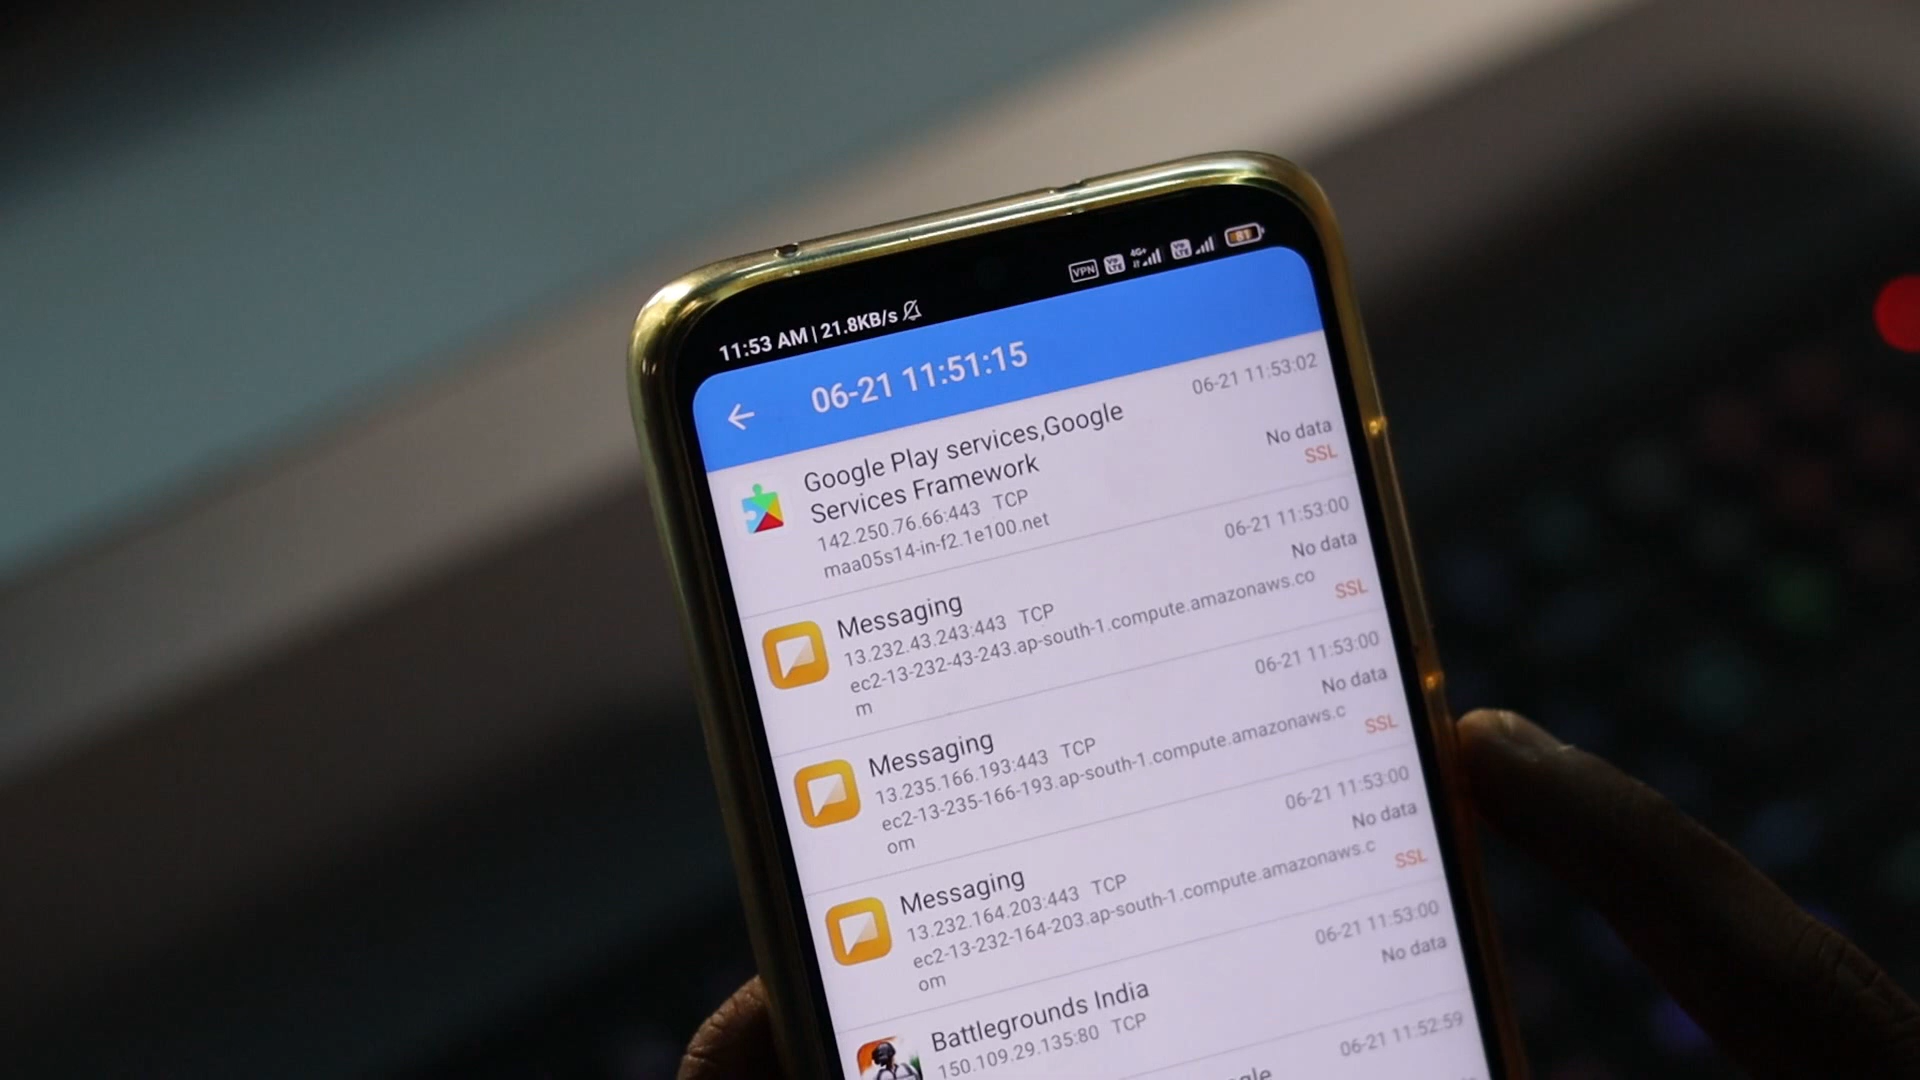 11:53 AM | 21.8KB/s
VPN Vo LTE 4G+ Vo LTE 81
06-21 11:51:15
06-21 11:53:02
Google Play services,Google
Services Framework
No data
SSL
142.250.76.66:443 TCP
maa05s14-in-f2.1e100.net
06-21 11:53:00
Messaging
No data
13.232.43.243:443 TCP
SSL
ec2-13-232-43-243.ap-south-1.compute.amazonaws.co
m
06-21 11:53:00
Messaging
No data
13.235.166.193:443 TCP
SSL
ec2-13-235-166-193.ap-south-1.compute.amazonaws.c
om
06-21 11:53:00
Messaging
No data
13.232.164.203:443 TCP
SSL
ec2-13-232-164-203.ap-south-1.compute.amazonaws.c
om
06-21 11:53:00
Battlegrounds India
No data
150.109.29.135:80 TCP
06-21 11:52:59